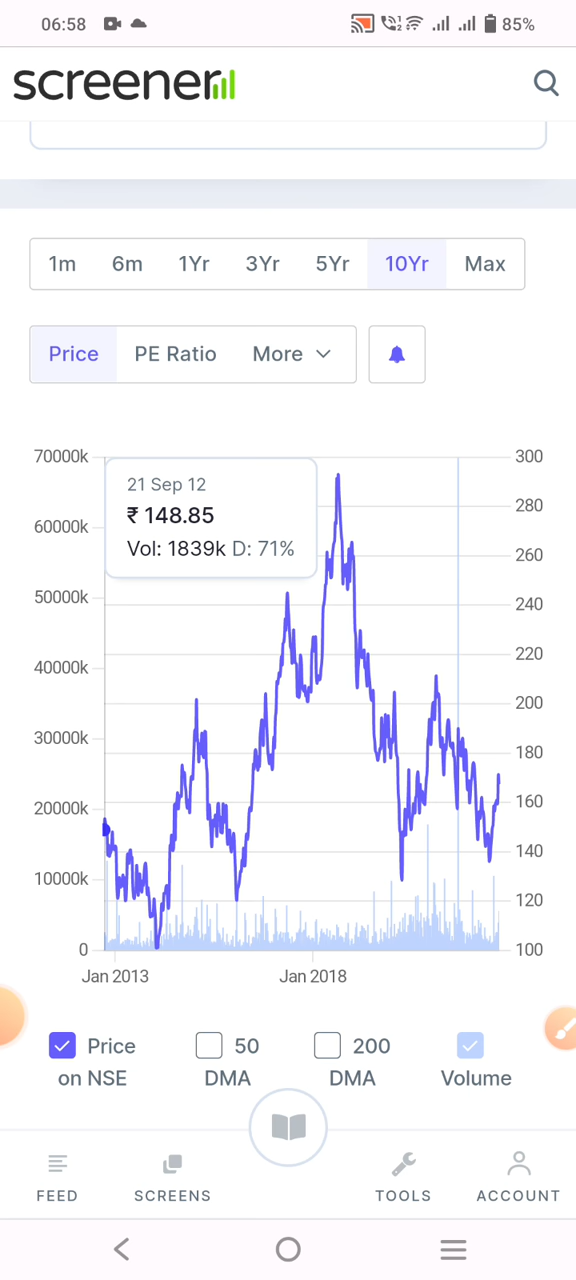 06:58 85%
screener
1m 6m 1Yr 3Yr 5Yr 10Yr Max
Price PE Ratio More
70000k 300
21 Sep 12
280
₹ 148.85
60000k
Vol: 1839k D: 71%
260
50000k
240
40000k 220
200
30000k
180
20000k 160
140
10000k
120
0 100
Jan 2013 Jan 2018
Price on NSE
50 DMA
200 DMA
Volume
FEED SCREENS TOOLS ACCOUNT